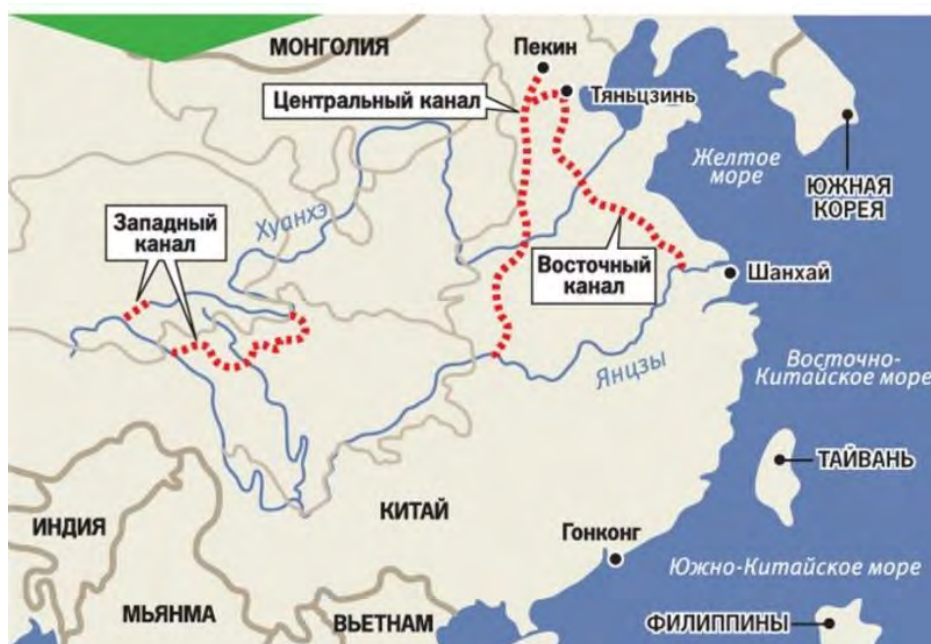 МОНГОЛИЯ
Пекин
Центральный канал
Тяньцзинь
Желтое
море
ЮЖНАЯ
КОРЕЯ
Западный
канал
Хуанхэ
Восточный
канал
Шанхай
Янцзы
Восточно-
Китайское море
ТАЙВАНЬ
КИТАЙ
ИНДИЯ
Гонконг
Южно-Китайское море
МЬЯНМА
ВЬЕТНАМ
ФИЛИППИНЫ